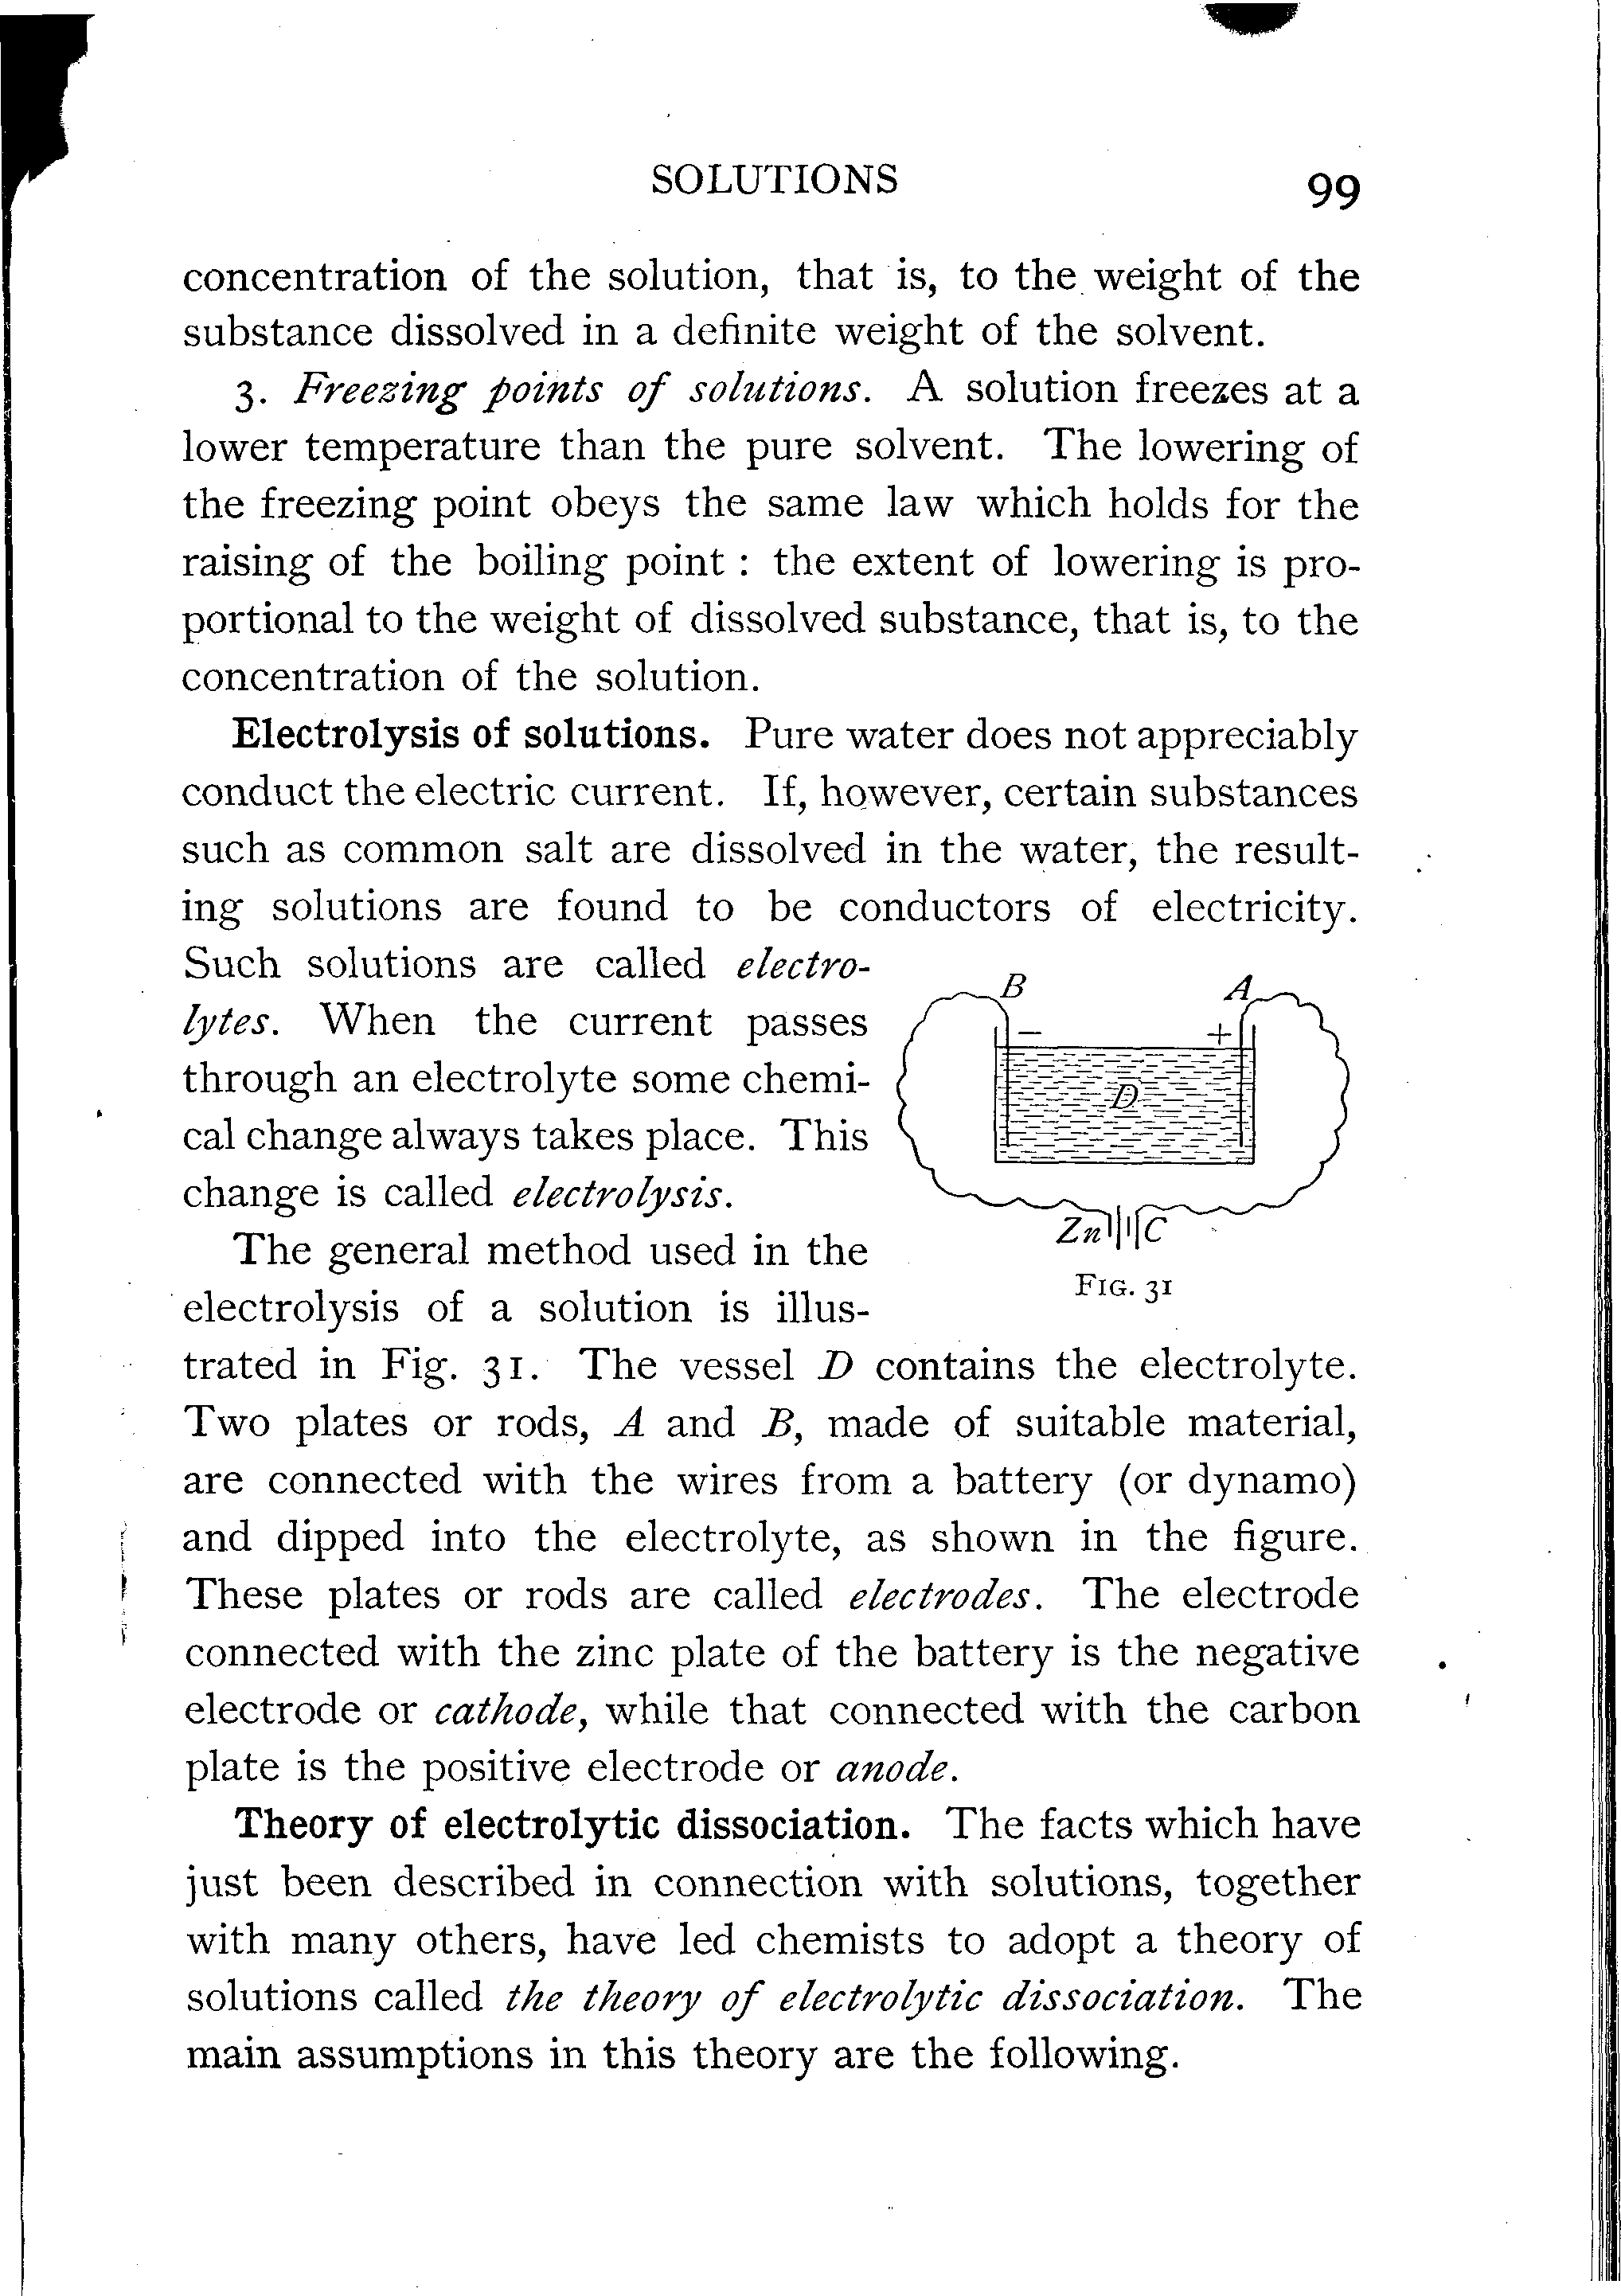 SOLUTIONS 99
concentration of the solution, that is, to the weight of the
substance dissolved in a definite weight of the solvent.
3. Freezing points of solutions. A solution freezes at a
lower temperature than the pure solvent. The lowering of
the freezing point obeys the same law which holds for the
raising of the boiling point : the extent of lowering is pro-
portional to the weight of dissolved substance, that is, to the
concentration of the solution.
Electrolysis of solutions. Pure water does not appreciably
conduct the electric current. If, however, certain substances
such as common salt are dissolved in the water, the result-
ing solutions are found to be conductors of electricity.
Such solutions are called electro-
lytes. When the current passes
through an electrolyte some chemi-
cal change always takes place. This
change is called electrolysis.
The general method used in the
electrolysis of a solution is illus-
B A
− +
D
Zn C
FIG. 31
trated in Fig. 31. The vessel D contains the electrolyte.
Two plates or rods, A and B, made of suitable material,
are connected with the wires from a battery (or dynamo)
and dipped into the electrolyte, as shown in the figure.
These plates or rods are called electrodes. The electrode
connected with the zinc plate of the battery is the negative
electrode or cathode, while that connected with the carbon
plate is the positive electrode or anode.
Theory of electrolytic dissociation. The facts which have
just been described in connection with solutions, together
with many others, have led chemists to adopt a theory of
solutions called the theory of electrolytic dissociation. The
main assumptions in this theory are the following.